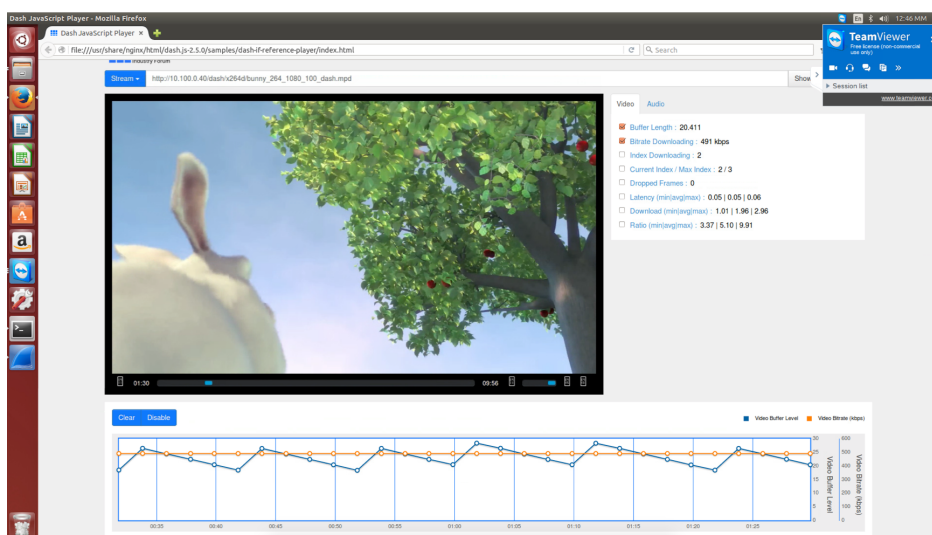 Dash JavaScript Player - Mozilla Firefox
En
12:46 MM
Dash JavaScript Player ×
file:///usr/share/nginx/html/dash.js-2.5.0/samples/dash-if-reference-player/index.html
Search
TeamViewer
Free license (non-commercial
use only)
Session list
www.teamviewer.c
Industry Forum
Stream
http://10.100.0.40/dash/x264d/bunny_264_1080_100_dash.mpd
Show
Video Audio
Buffer Length : 20.411
Bitrate Downloading : 491 kbps
Index Downloading : 2
Current Index / Max Index : 2 / 3
Dropped Frames : 0
Latency (min|avg|max) : 0.05 | 0.05 | 0.06
Download (min|avg|max) : 1.01 | 1.96 | 2.96
Ratio (min|avg|max) : 3.37 | 5.10 | 9.91
01:30
09:56
Clear Disable
Video Buffer Level
Video Bitrate (kbps)
30 600
25 500
20 400
15 300
10 200
5 100
0 0
Video Buffer Level
Video Bitrate (kbps)
00:35 00:40 00:45 00:50 00:55 01:00 01:05 01:10 01:15 01:20 01:25